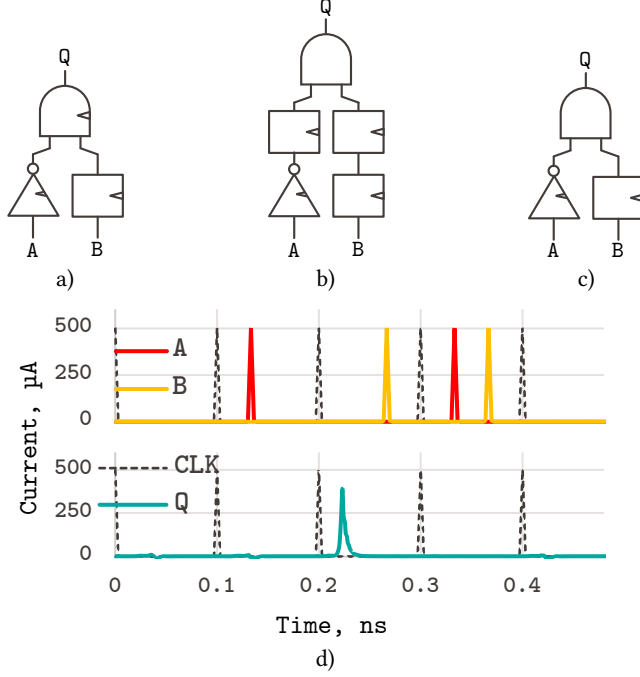 Q
Q
Q
A
B
a)
A
B
b)
A
B
c)
500
250
0
A
B
500
250
0
CLK
Q
Current, µA
0
0.1
0.2
0.3
0.4
Time, ns
d)